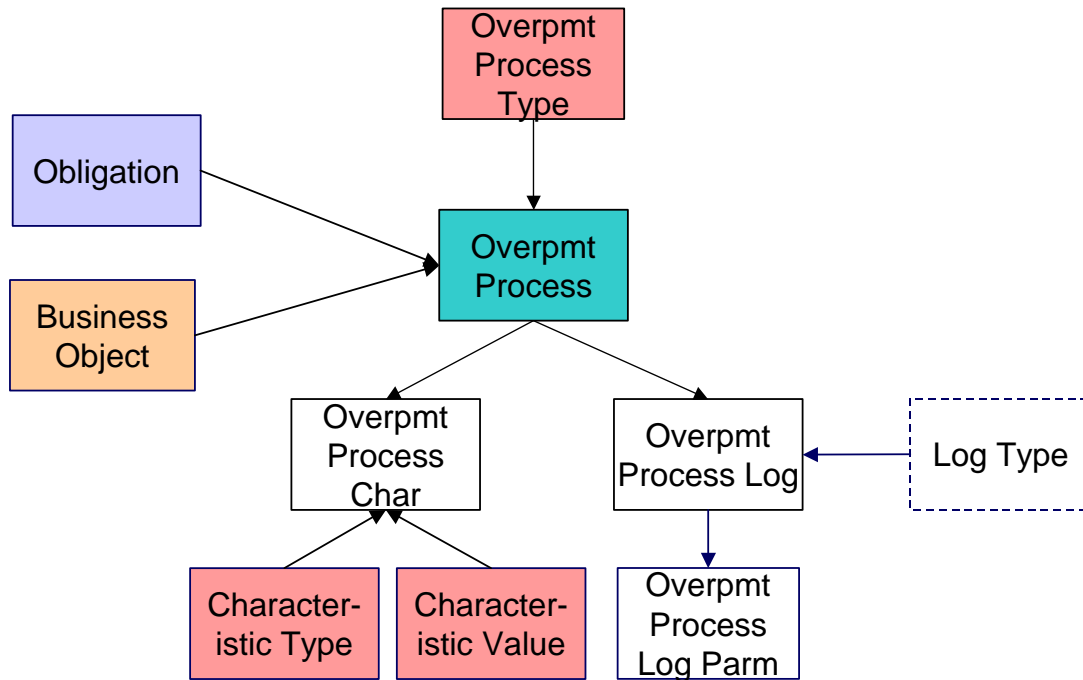 Overpmt
Process
Type
Obligation
Overpmt
Process
Business
Object
Overpmt
Process
Char
Overpmt
Process Log
Log Type
Character-
istic Type
Character-
istic Value
Overpmt
Process
Log Parm